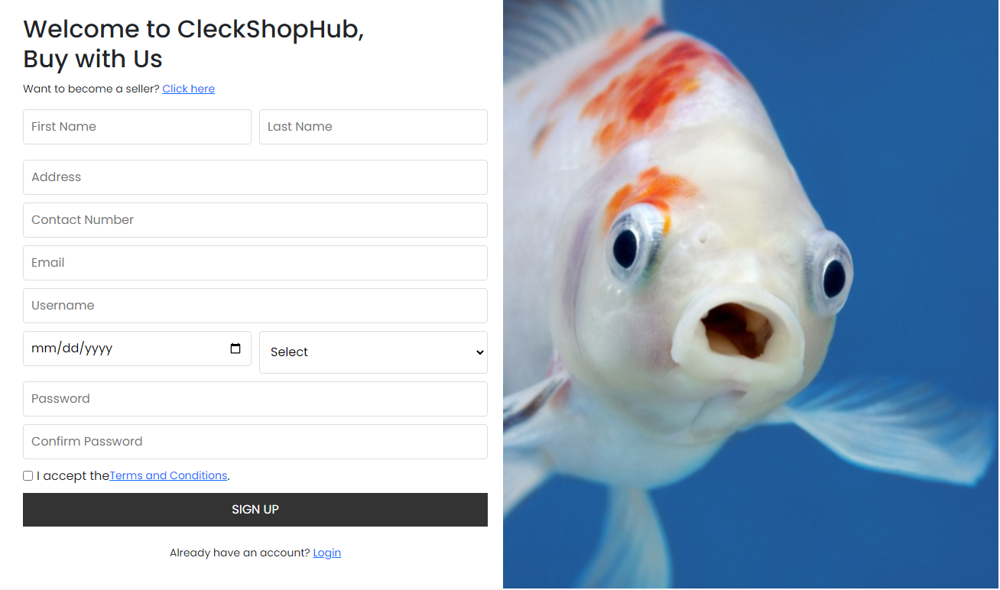 Welcome to CleckShopHub,
Buy with Us
Want to become a seller? Click here
First Name Last Name
Address
Contact Number
Email
Username
mm/dd/yyyy Select
Password
Confirm Password
I accept theTerms and Conditions.
SIGN UP
Already have an account? Login